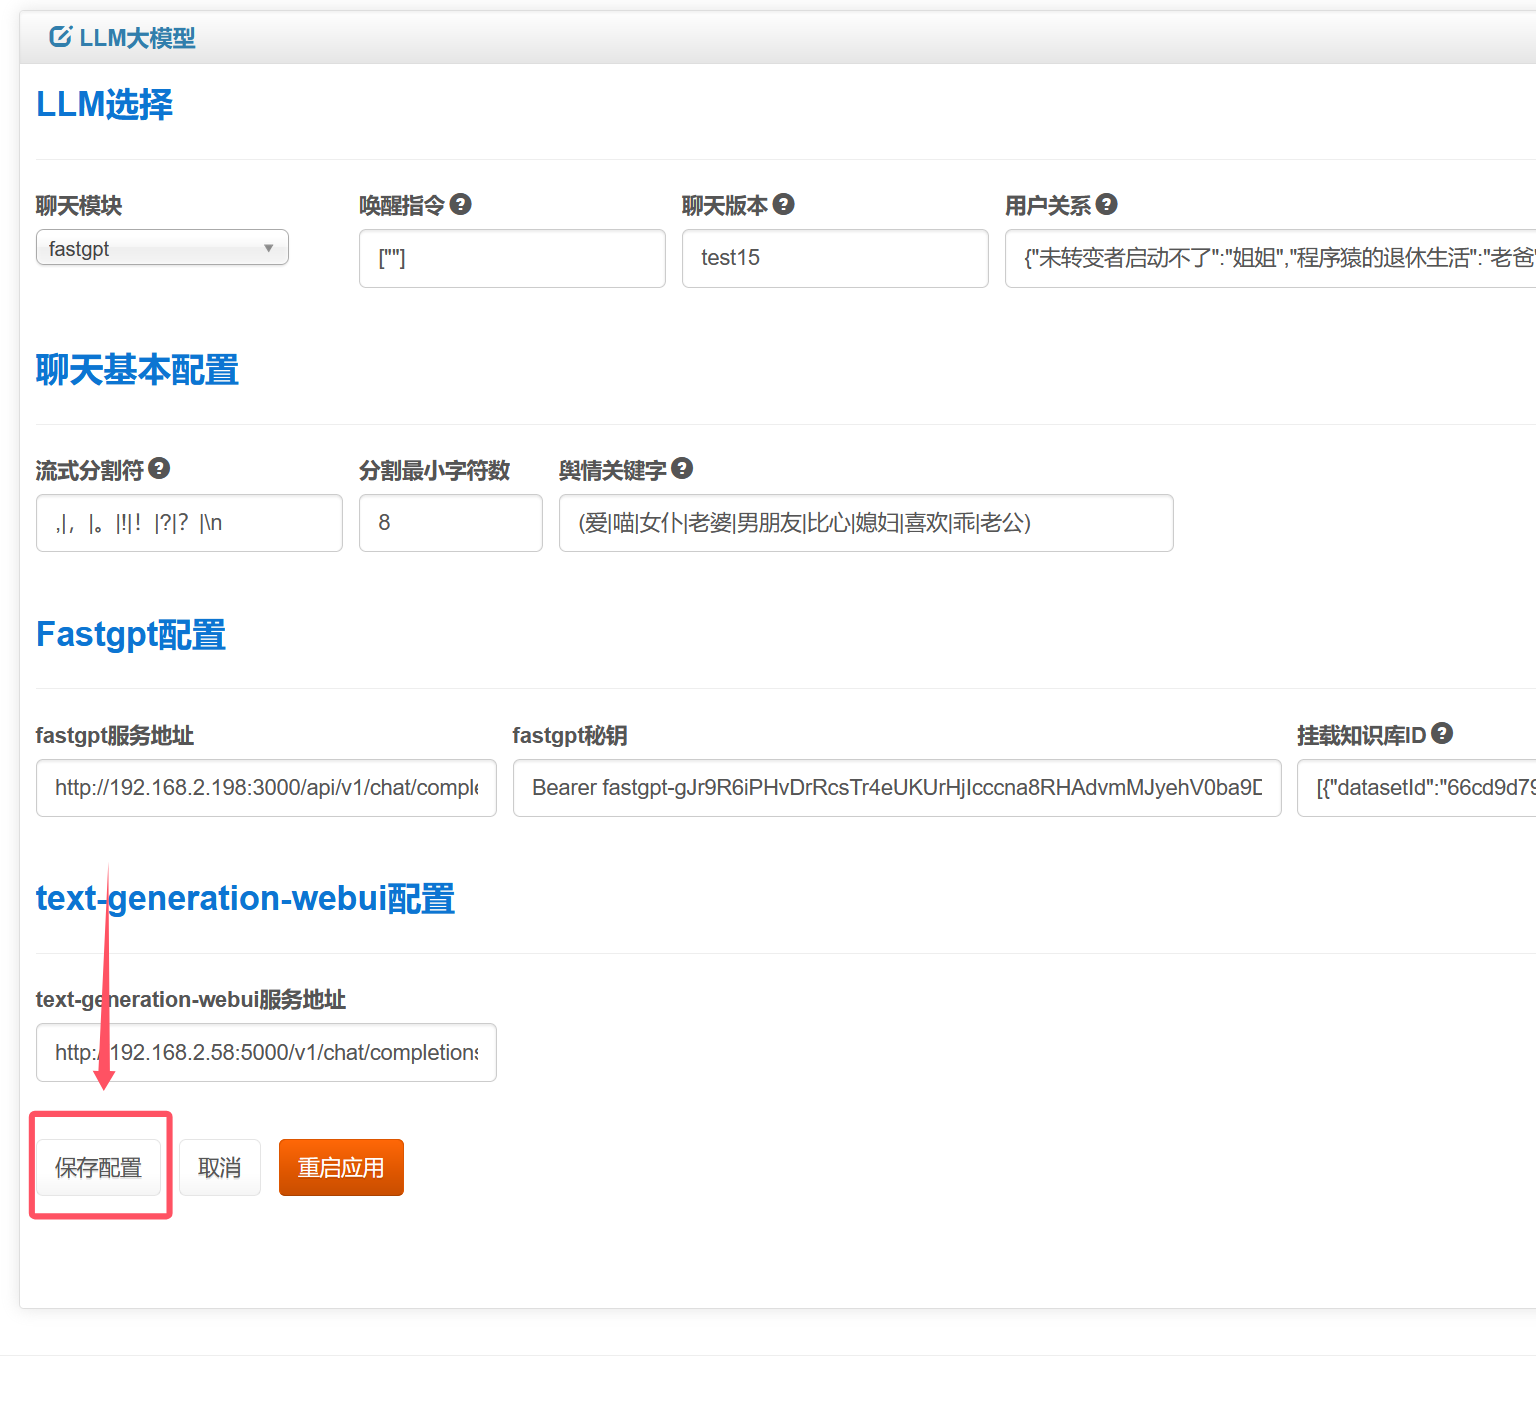 LLM大模型
LLM选择
聊天模块
唤醒指令
聊天版本
用户关系
fastgpt
[""]
test15
{"未转变者启动不了":"姐姐","程序猿的退休生活":"老爸"
聊天基本配置
流式分割符
分割最小字符数
舆情关键字
,|，|。|!|！|?|？|\n
8
(爱|喵|女仆|老婆|男朋友|比心|媳妇|喜欢|乖|老公)
Fastgpt配置
fastgpt服务地址
fastgpt秘钥
挂载知识库ID
http://192.168.2.198:3000/api/v1/chat/comple
Bearer fastgpt-gJr9R6iPHvDrRcsTr4eUKUrHjIcccna8RHAdvmMJyehV0ba9D
[{"datasetId":"66cd9d79
text-generation-webui配置
text-generation-webui服务地址
http://192.168.2.58:5000/v1/chat/completions
保存配置
取消
重启应用